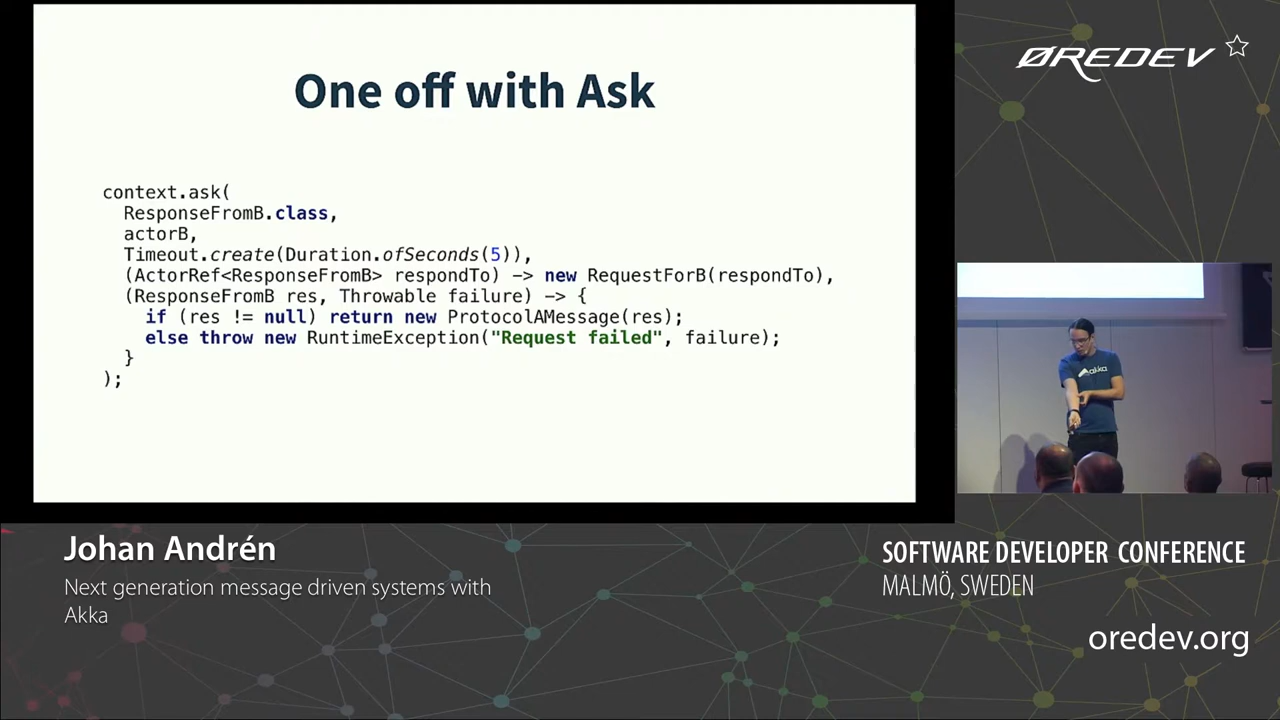 One off with Ask
context.ask(
ResponseFromB.class,
actorB,
Timeout.create(Duration.ofSeconds(5)),
(ActorRef<ResponseFromB> respondTo) -> new RequestForB(respondTo),
(ResponseFromB res, Throwable failure) -> {
if (res != null) return new ProtocolAMessage(res);
else throw new RuntimeException("Request failed", failure);
}
);
ØREDEV
akka
Johan Andrén
Next generation message driven systems with
Akka
SOFTWARE DEVELOPER CONFERENCE
MALMÖ, SWEDEN
oredev.org